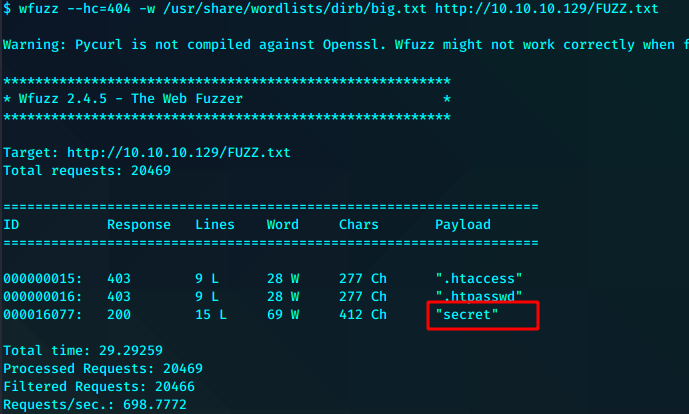 $ wfuzz --hc=404 -w /usr/share/wordlists/dirb/big.txt http://10.10.10.129/FUZZ.txt
Warning: Pycurl is not compiled against Openssl. Wfuzz might not work correctly when f
********************************************************
* Wfuzz 2.4.5 - The Web Fuzzer                         *
********************************************************
Target: http://10.10.10.129/FUZZ.txt
Total requests: 20469
===================================================================
ID           Response   Lines    Word     Chars       Payload
===================================================================
000000015:   403        9 L      28 W     277 Ch      ".htaccess"
000000016:   403        9 L      28 W     277 Ch      ".htpasswd"
000016077:   200        15 L     69 W     412 Ch      "secret"
Total time: 29.29259
Processed Requests: 20469
Filtered Requests: 20466
Requests/sec.: 698.7772